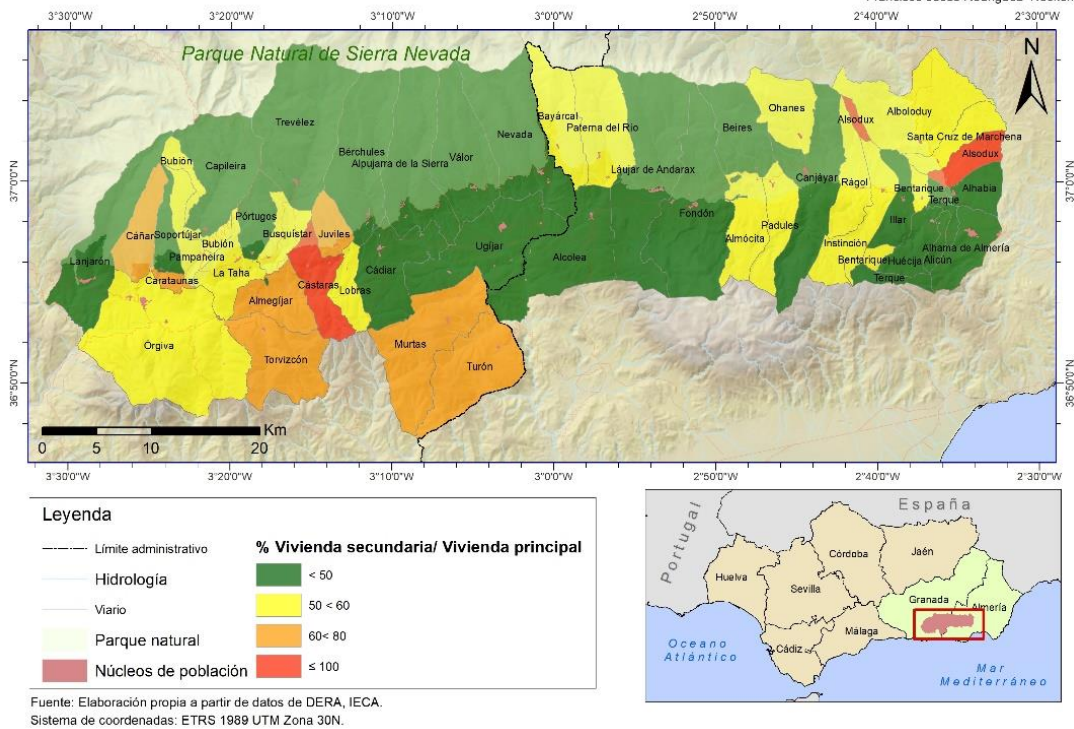 3°30'0"W 3°20'0"W 3°10'0"W 3°0'0"W 2°50'0"W 2°40'0"W 2°30'0"W
Parque Natural de Sierra Nevada
N
37°0'0"N
37°0'0"N
36°50'0"N
36°50'0"N
Trevélez
Nevada
Bayárcal
Paterna del Río
Ohanes
Beires
Alsodux
Alboloduy
Santa Cruz de Marchena
Alsodux
Bérchules
Alpujarra de la Sierra
Válor
Bubión
Capileira
Láujar de Andarax
Canjáyar
Rágol
Bentarique
Terque
Alhabia
Pórtugos
Cáñar
Soportújar
Bubión
Busquístar
Juviles
Fondón
Illar
Pampaneira
Ugíjar
Almócita
Padules
Instinción
Alhama de Almería
Lanjarón
La Taha
Cádiar
Alcolea
Bentarique
Huécija
Alicún
Carataunas
Terque
Almegíjar
Cástaras
Lobras
Órgiva
Murtas
Torvizcón
Turón
Km
0 5 10 20
3°30'0"W 3°20'0"W 3°10'0"W 3°0'0"W 2°50'0"W 2°40'0"W 2°30'0"W
Leyenda
Límite administrativo
Hidrología
Viario
Parque natural
Núcleos de población
% Vivienda secundaria/ Vivienda principal
< 50
50 < 60
60< 80
≤ 100
Portugal
España
Huelva
Sevilla
Córdoba
Jaén
Granada
Almería
Málaga
Cádiz
Oceano
Atlántico
Mar
Mediterráneo
Fuente: Elaboración propia a partir de datos de DERA, IECA.
Sistema de coordenadas: ETRS 1989 UTM Zona 30N.